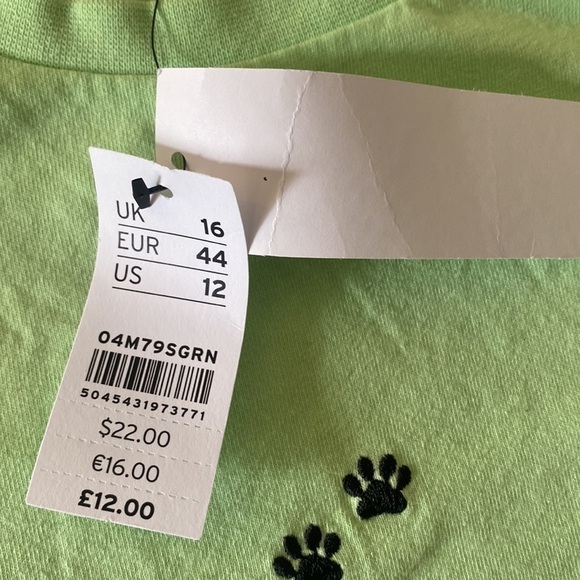 UK 16
EUR 44
US 12
04M79SGRN
5045431973771
$22.00
€16.00
£12.00